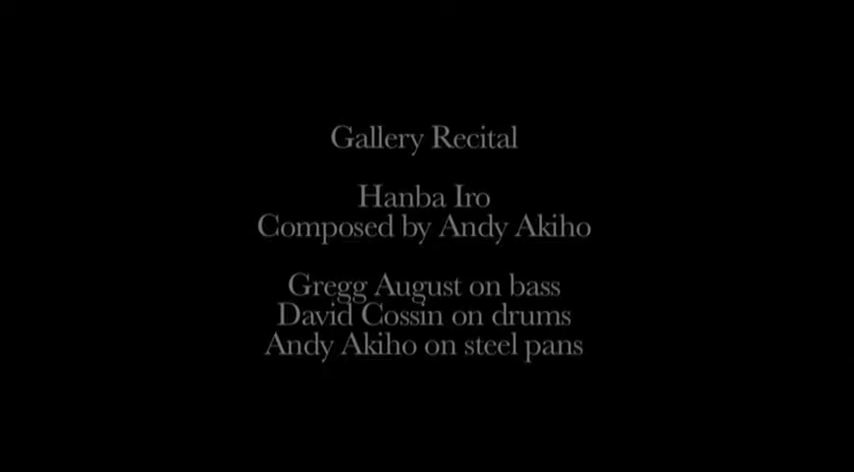 Gallery Recital
Hanba Iro
Composed by Andy Akiho
Gregg August on bass
David Cossin on drums
Andy Akiho on steel pans